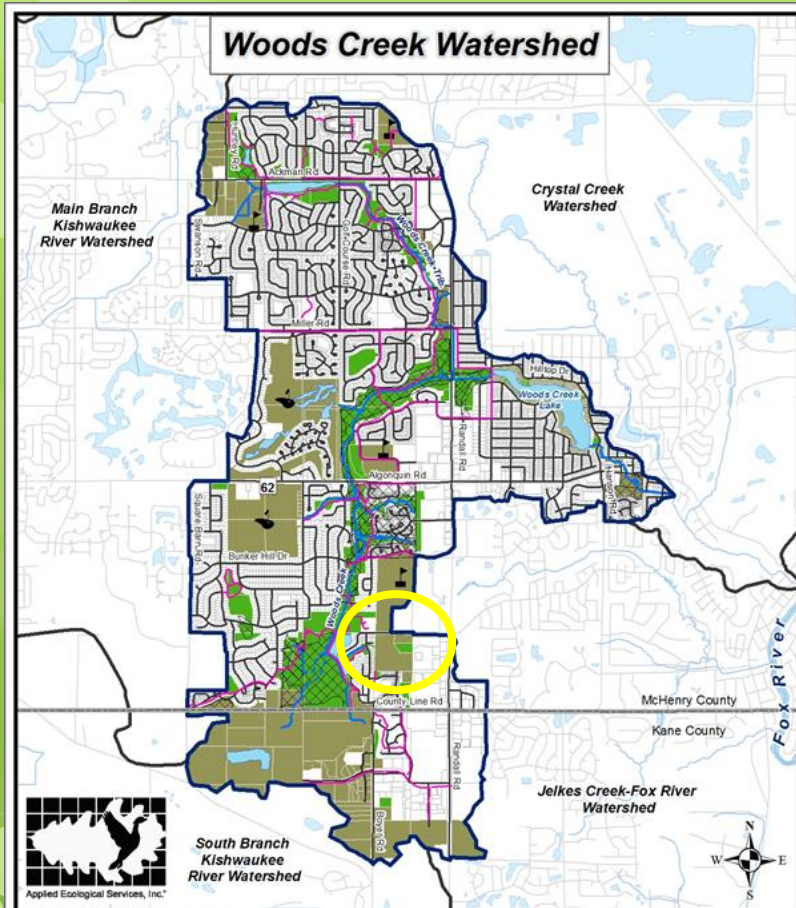 Woods Creek Watershed
Ackman Rd
Crystal Creek
Watershed
Main Branch
Kishwaukee
River Watershed
Swanson Rd
Golf Course Rd
Woods Creek-Trib
Miller Rd
Hilltop Dr
Woods Creek
Lake
Randall Rd
Algonquin Rd
Hanson Rd
62
Square Barn Rd
Bunker Hill Dr
Woods Creek
County Line Rd
McHenry County
Kane County
Fox River
Randall Rd
Boyer Rd
Jelkes Creek-Fox River
Watershed
South Branch
Kishwaukee
River Watershed
Applied Ecological Services, Inc.
N
W E
S